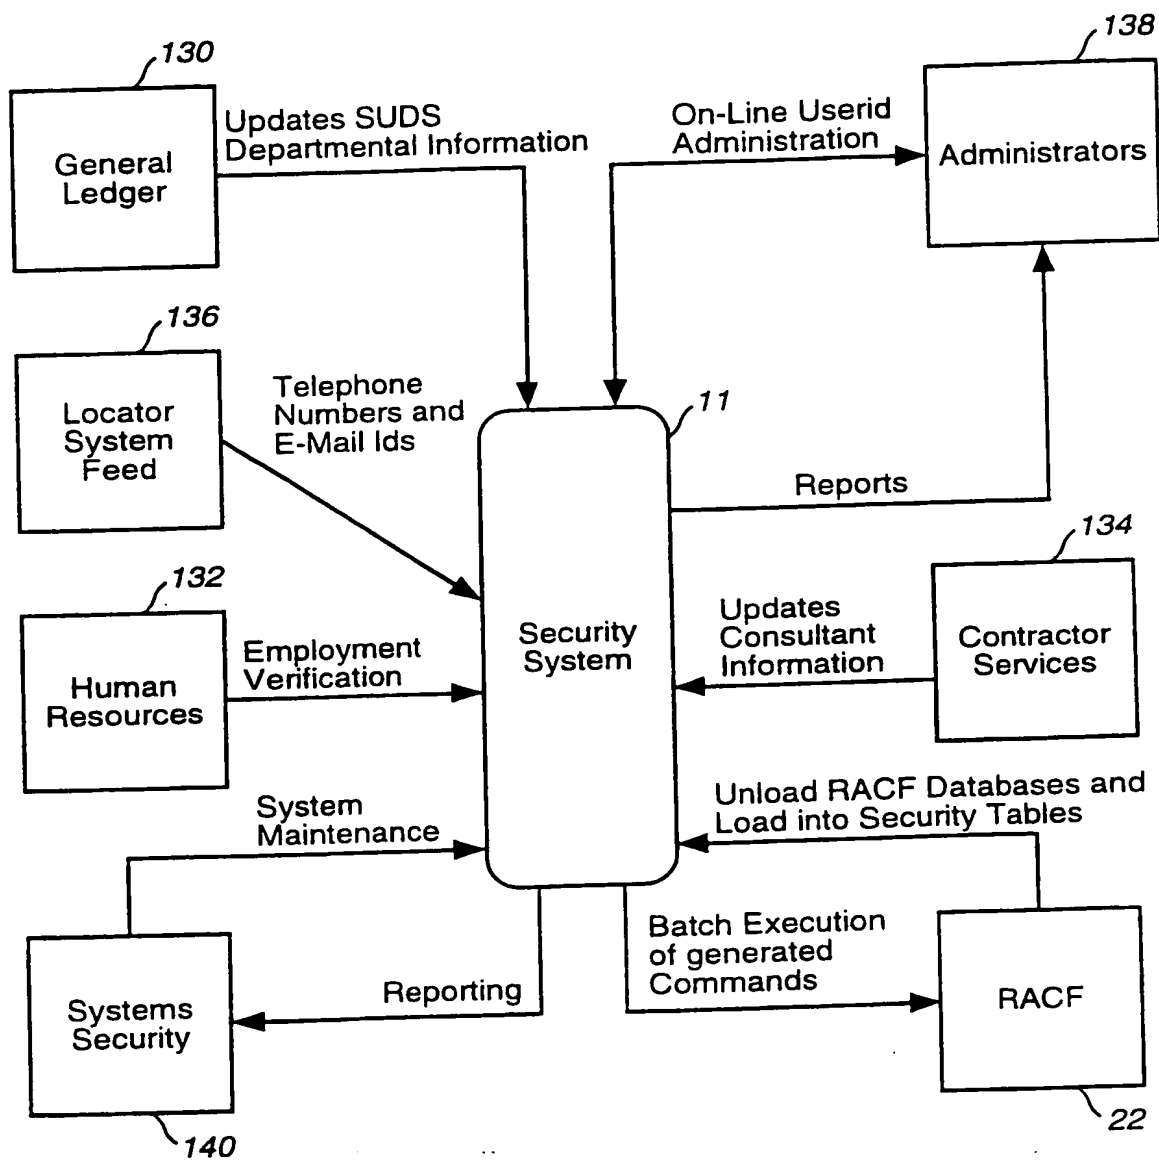 130
General
Ledger
Updates SUDS
Departmental Information
On-Line Userid
Administration
138
Administrators
136
Locator
System
Feed
Telephone
Numbers and
E-Mail Ids
11
Reports
132
Human
Resources
Employment
Verification
Security
System
Updates
Consultant
Information
134
Contractor
Services
System
Maintenance
Unload RACF Databases and
Load into Security Tables
Systems
Security
140
Reporting
Batch Execution
of generated
Commands
RACF
22